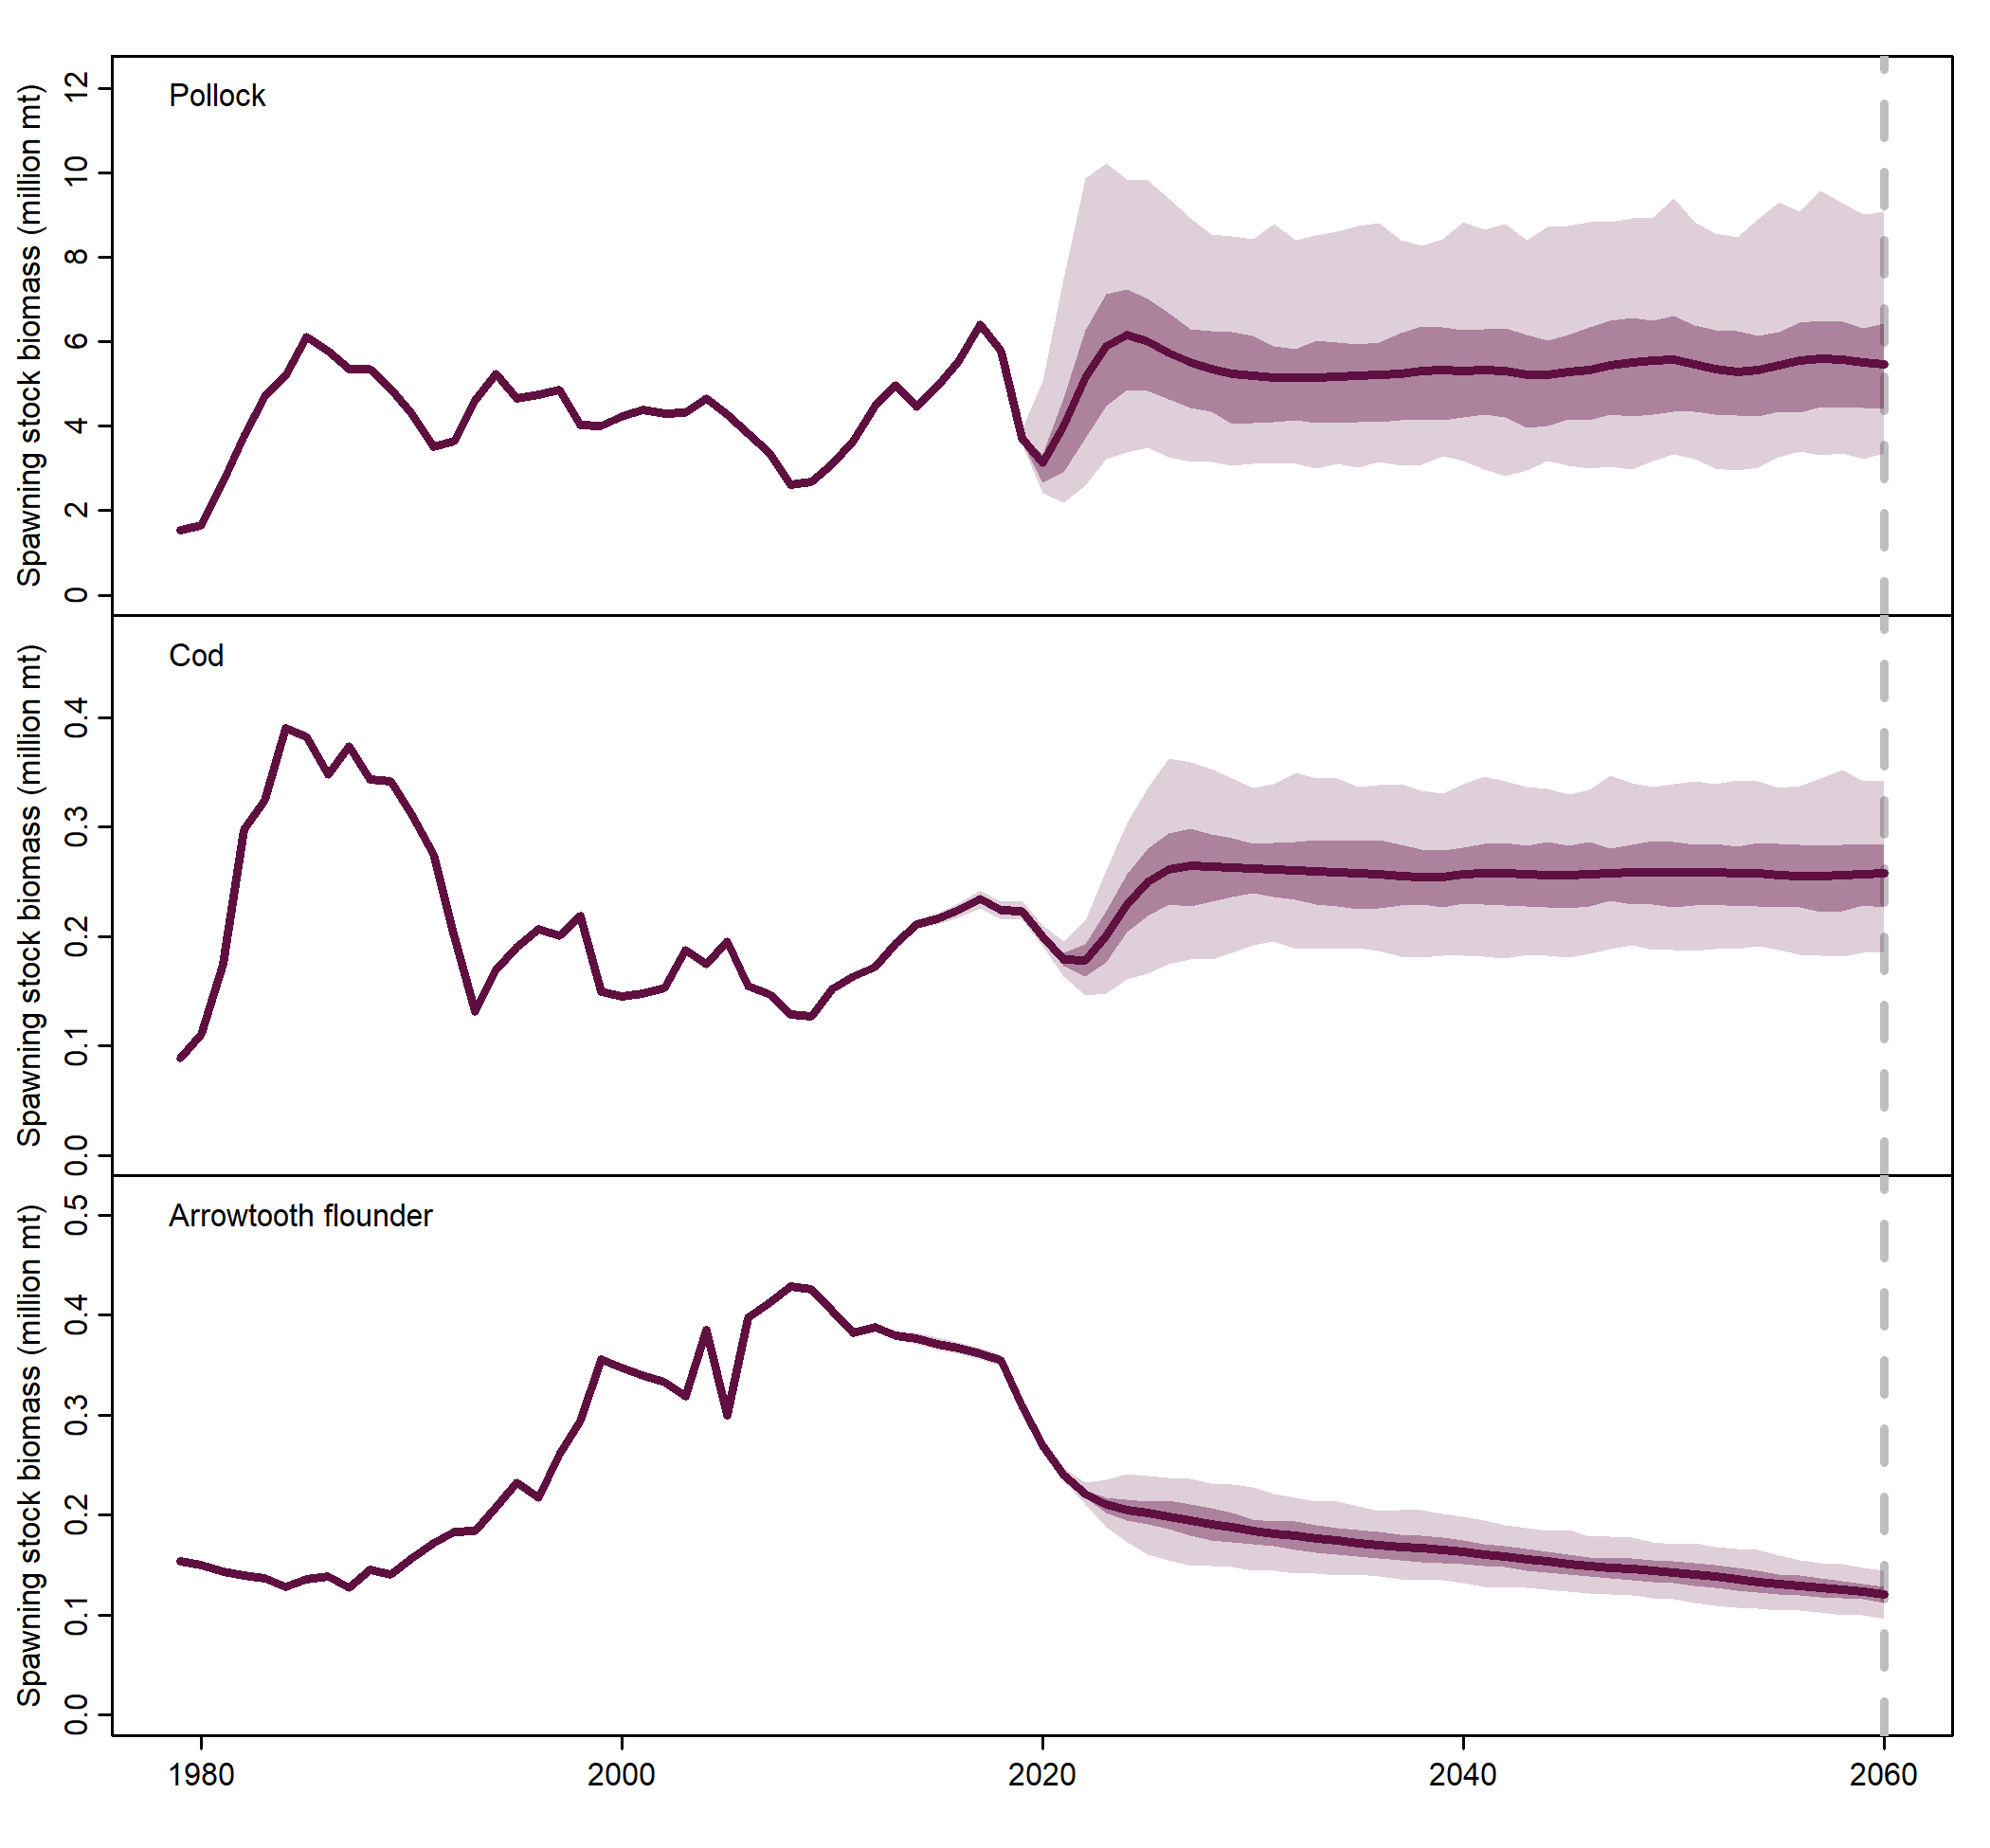 Pollock
Spawning stock biomass (million mt)
12
10
8
6
4
2
0
Cod
Spawning stock biomass (million mt)
0.4
0.3
0.2
0.1
0.0
Arrowtooth flounder
Spawning stock biomass (million mt)
0.5
0.4
0.3
0.2
0.1
0.0
1980 2000 2020 2040 2060